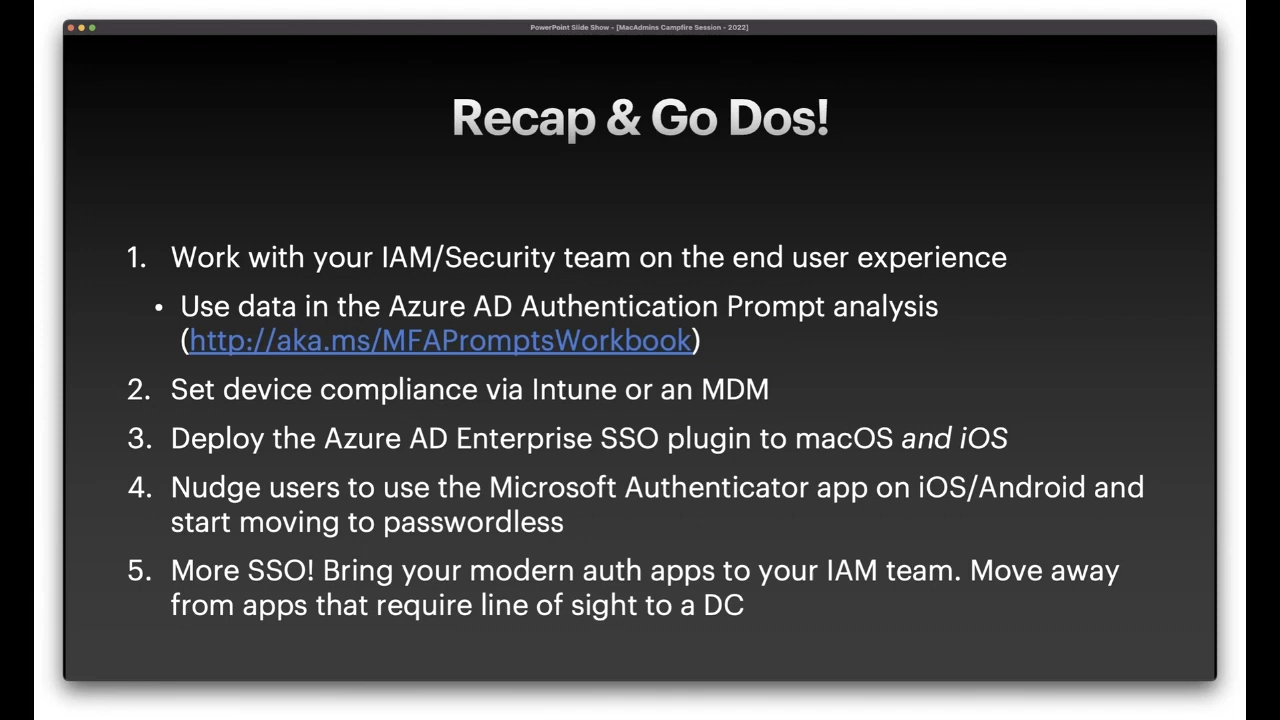 PowerPoint Slide Show - [MacAdmins Campfire Session - 2022]
Recap & Go Dos!
1. Work with your IAM/Security team on the end user experience
• Use data in the Azure AD Authentication Prompt analysis
(http://aka.ms/MFAPromptsWorkbook)
2. Set device compliance via Intune or an MDM
3. Deploy the Azure AD Enterprise SSO plugin to macOS and iOS
4. Nudge users to use the Microsoft Authenticator app on iOS/Android and
start moving to passwordless
5. More SSO! Bring your modern auth apps to your IAM team. Move away
from apps that require line of sight to a DC